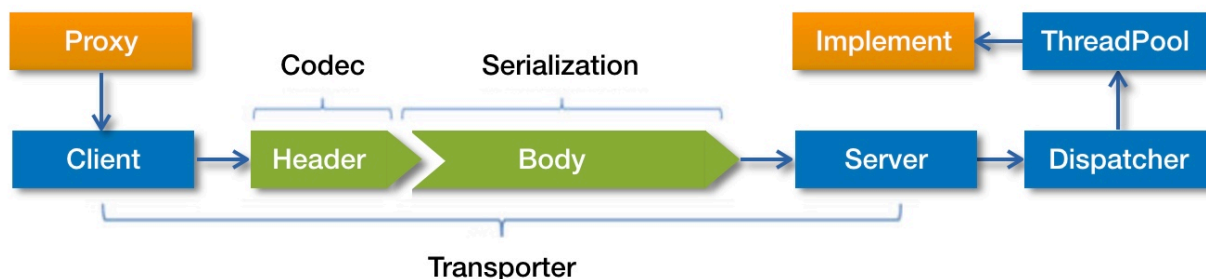 Proxy
Implement
ThreadPool
Codec
Serialization
Client
Header
Body
Server
Dispatcher
Transporter